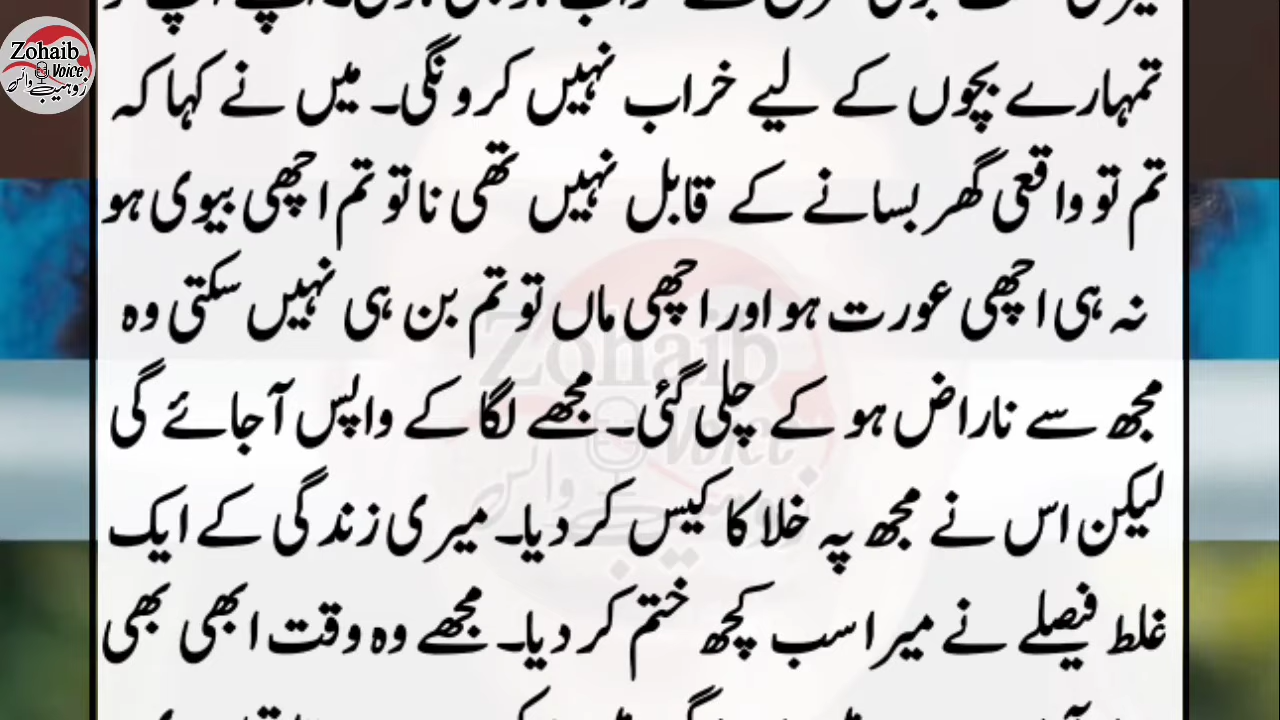 Zohaib
Voice
زوہیب وائس
تمہارے بچوں کے لیے خراب نہیں کرونگی۔ میں نے کہا کہ
تم تو واقعی گھر بسانے کے قابل نہیں تھی نا تو تم اچھی بیوی ہو
نہ ہی اچھی عورت ہو اور اچھی ماں تو تم بن ہی نہیں سکتی وہ
مجھ سے ناراض ہو کے چلی گئی۔ مجھے لگا کے واپس آجائے گی
لیکن اس نے مجھ پہ خلا کا کیس کر دیا۔ میری زندگی کے ایک
غلط فیصلے نے میرا سب کچھ ختم کر دیا۔ مجھے وہ وقت ابھی بھی